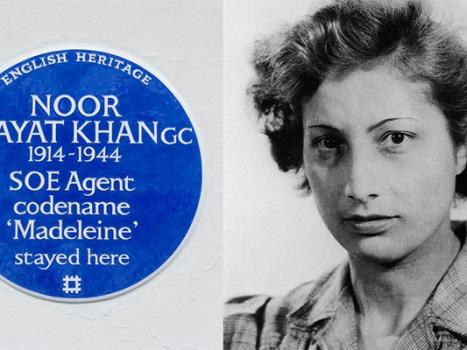 ENGLISH HERITAGE
NOOR
AYAT KHAN GC
1914-1944
SOE Agent
codename
'Madeleine'
stayed here